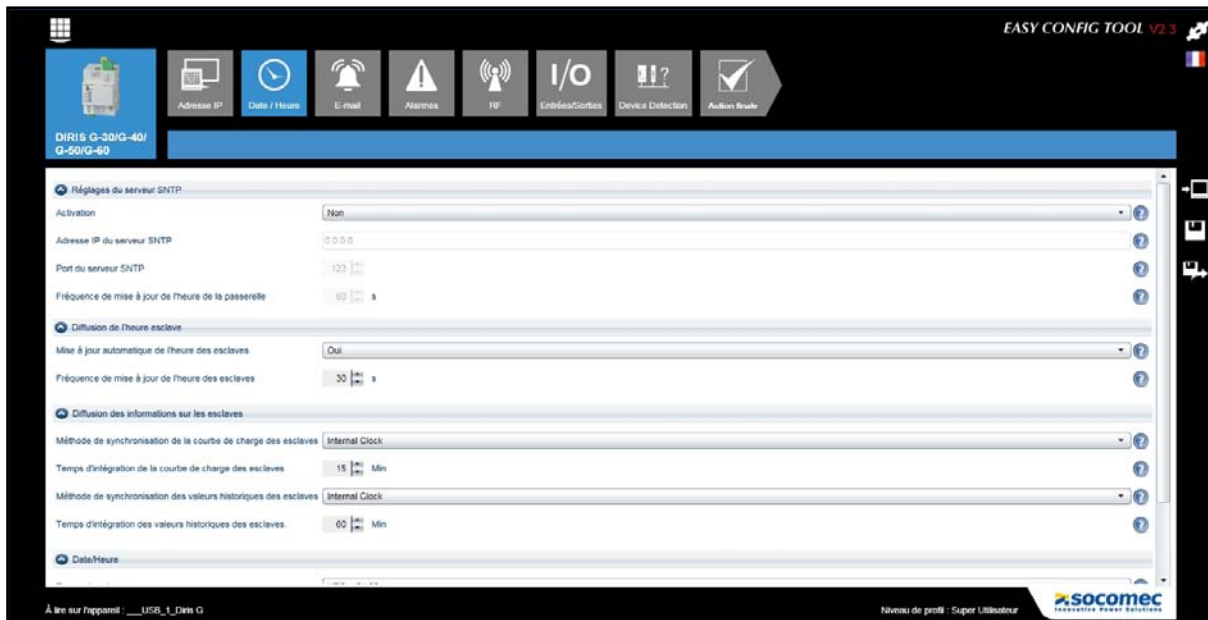 EASY CONFIG TOOL V2.3
Adresse IP
Date / Heure
E-mail
Alarmes
RF
I/O
Entrées/Sorties
?
Device Detection
Action finale
DIRIS G-30/G-40/
G-50/G-60
Réglages du serveur SNTP
Activation
Non
Adresse IP du serveur SNTP
0.0.0.0
Port du serveur SNTP
123
Fréquence de mise à jour de l'heure de la passerelle
60 s
Diffusion de l'heure esclave
Mise à jour automatique de l'heure des esclaves
Oui
Fréquence de mise à jour de l'heure des esclaves
30 s
Diffusion des informations sur les esclaves
Méthode de synchronisation de la courbe de charge des esclaves
Internal Clock
Temps d'intégration de la courbe de charge des esclaves
15 Min
Méthode de synchronisation des valeurs historiques des esclaves
Internal Clock
Temps d'intégration des valeurs historiques des esclaves.
60 Min
Date/Heure
À lire sur l'appareil : ___USB_1_Diris G
Niveau de profil : Super Utilisateur
socomec
Innovative Power Solutions